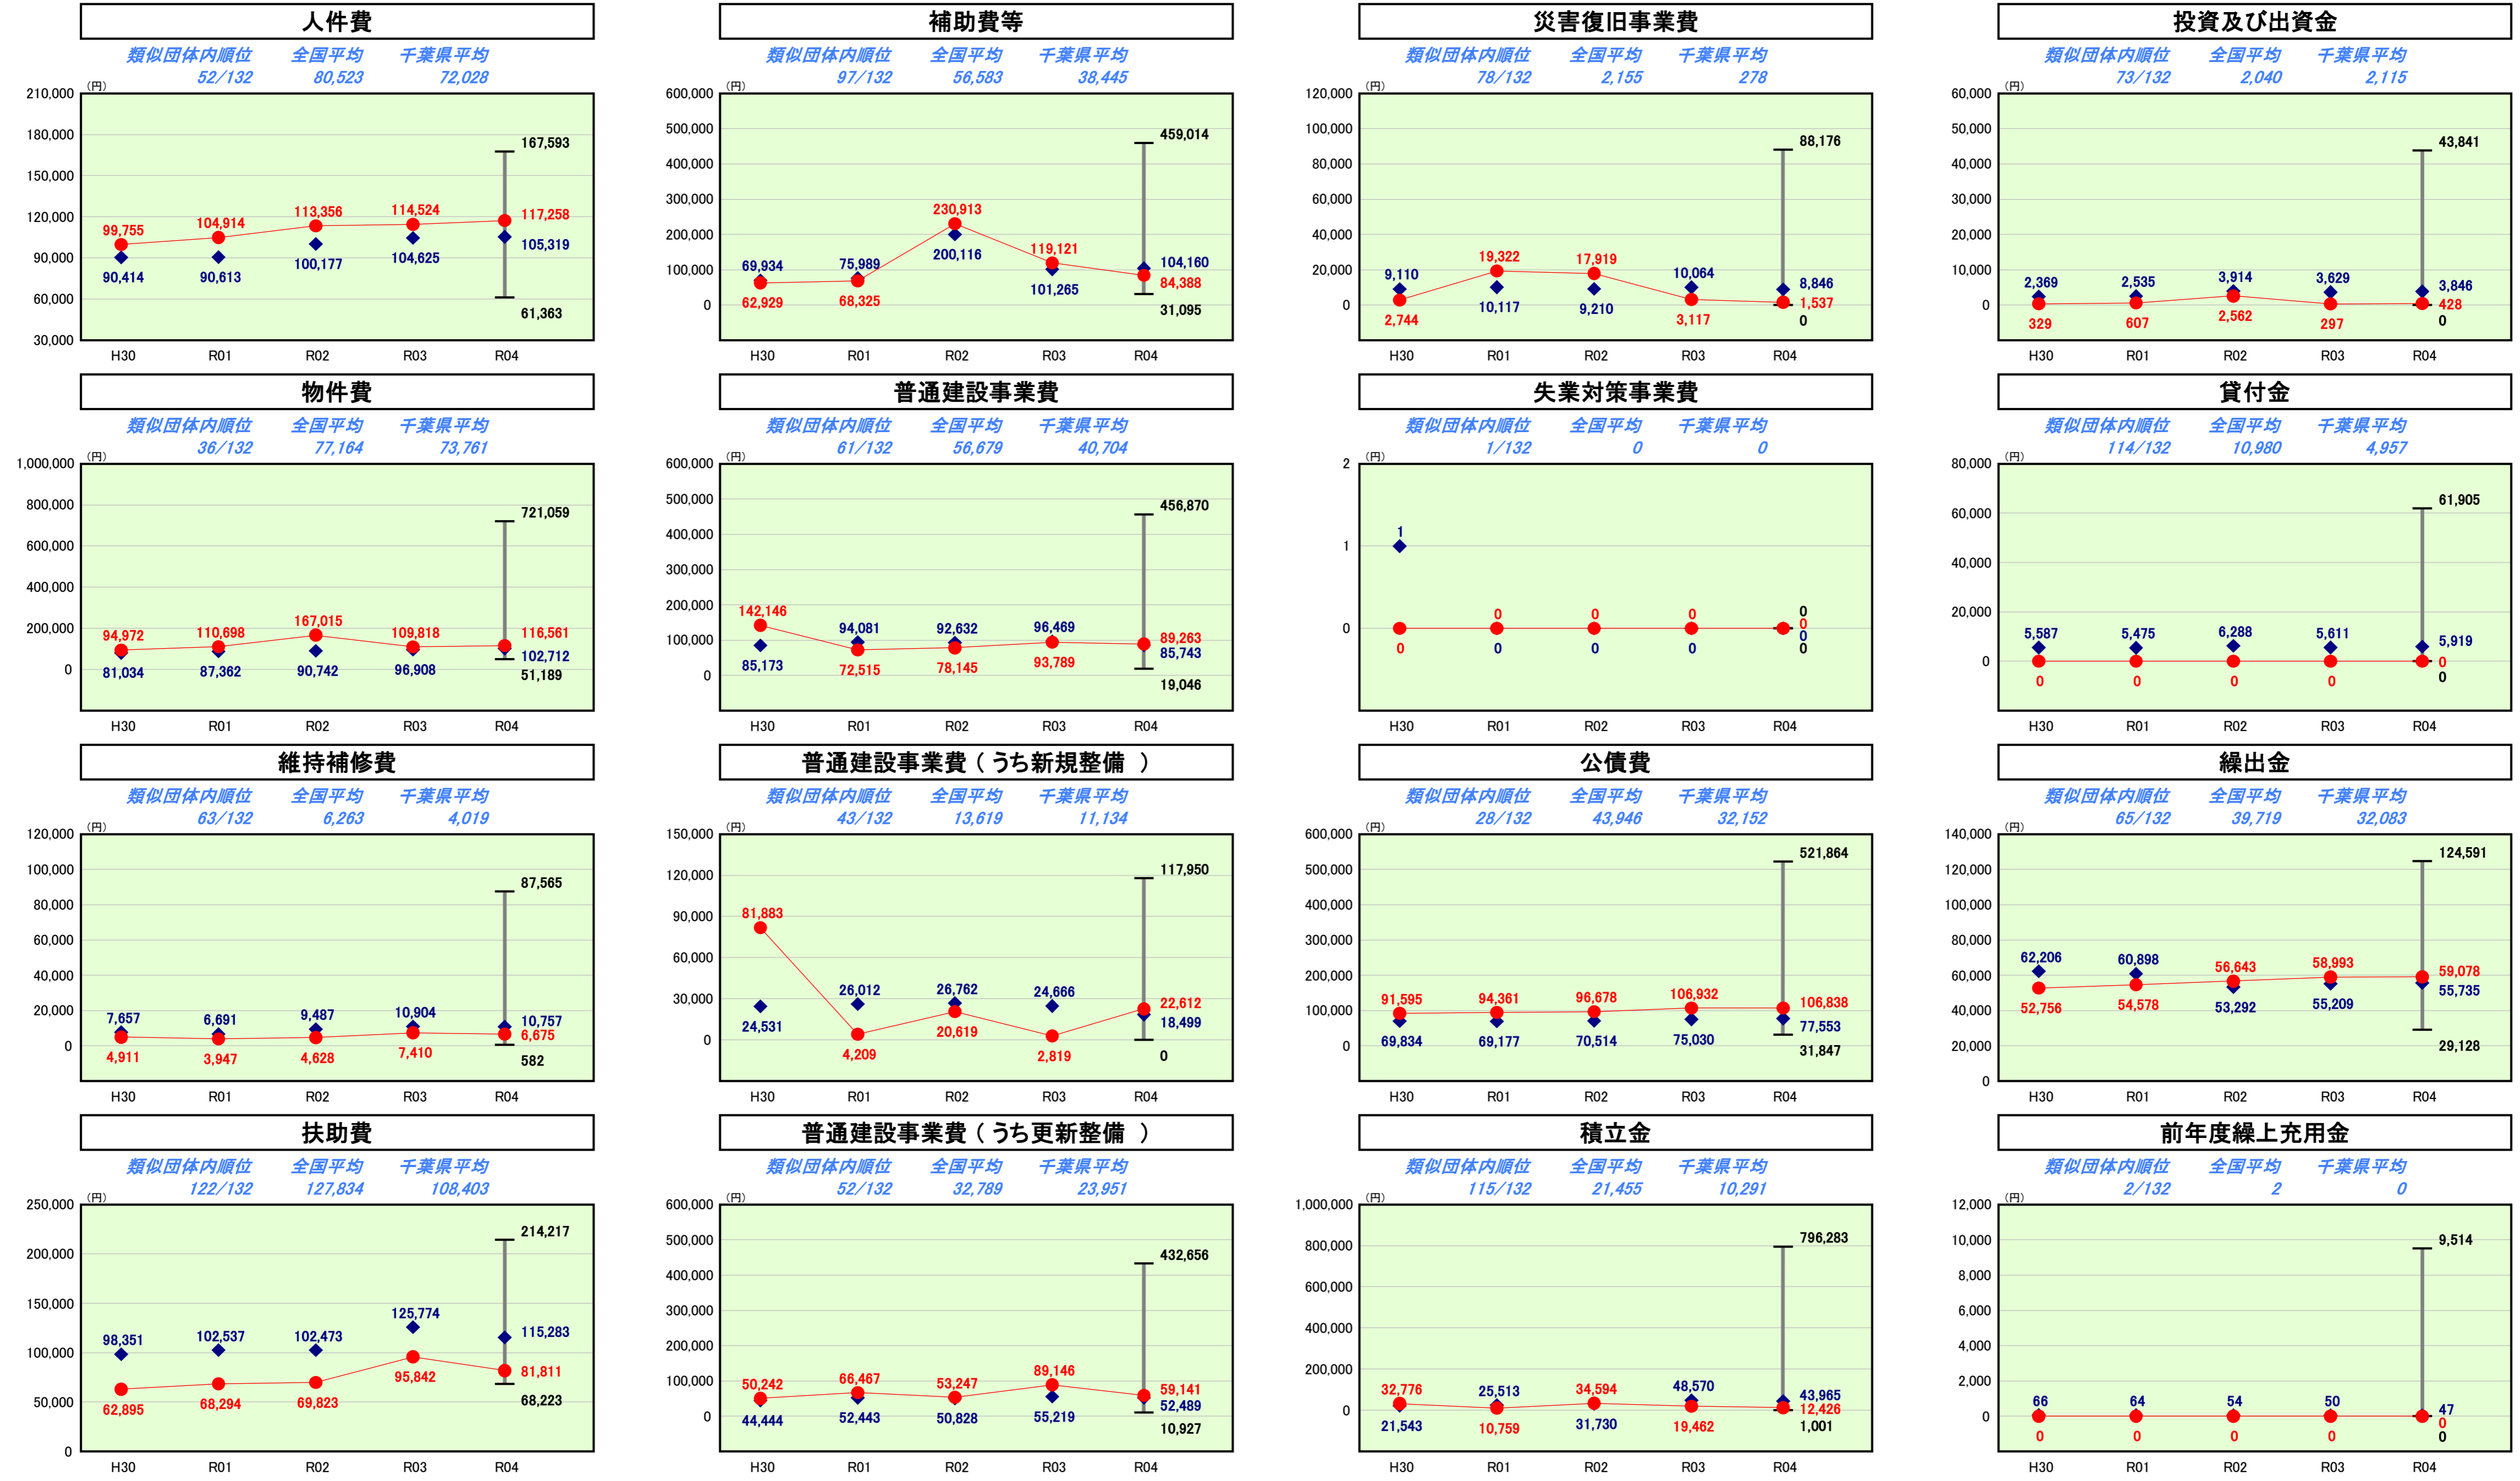 人件費
類似団体内順位 全国平均 千葉県平均
52/132 80,523 72,028
(円)
210,000
180,000
150,000
120,000
90,000
60,000
30,000
99,755 104,914 113,356 114,524 117,258
90,414 90,613 100,177 104,625 105,319
167,593
61,363
H30 R01 R02 R03 R04
補助費等
類似団体内順位 全国平均 千葉県平均
97/132 56,583 38,445
(円)
600,000
500,000
400,000
300,000
200,000
100,000
0
69,934 75,989 200,116 101,265 104,160
62,929 68,325 230,913 119,121 84,388
459,014
31,095
H30 R01 R02 R03 R04
災害復旧事業費
類似団体内順位 全国平均 千葉県平均
78/132 2,155 278
(円)
120,000
100,000
80,000
60,000
40,000
20,000
0
9,110 10,117 9,210 10,064 8,846
2,744 19,322 17,919 3,117 1,537
88,176
0
H30 R01 R02 R03 R04
投資及び出資金
類似団体内順位 全国平均 千葉県平均
73/132 2,040 2,115
(円)
60,000
50,000
40,000
30,000
20,000
10,000
0
2,369 2,535 3,914 3,629 3,846
329 607 2,562 297 428
43,841
0
H30 R01 R02 R03 R04
物件費
類似団体内順位 全国平均 千葉県平均
36/132 77,164 73,761
(円)
1,000,000
800,000
600,000
400,000
200,000
0
94,972 110,698 167,015 109,818 116,561
81,034 87,362 90,742 96,908 102,712
721,059
51,189
H30 R01 R02 R03 R04
普通建設事業費
類似団体内順位 全国平均 千葉県平均
61/132 56,679 40,704
(円)
600,000
500,000
400,000
300,000
200,000
100,000
0
142,146 72,515 78,145 93,789 89,263
85,173 94,081 92,632 96,469 85,743
456,870
19,046
H30 R01 R02 R03 R04
失業対策事業費
類似団体内順位 全国平均 千葉県平均
1/132 0 0
(円)
2
1
0
1 0 0 0 0
0 0 0 0 0
0
0
H30 R01 R02 R03 R04
貸付金
類似団体内順位 全国平均 千葉県平均
114/132 10,980 4,957
(円)
80,000
60,000
40,000
20,000
0
5,587 5,475 6,288 5,611 5,919
0 0 0 0 0
61,905
0
H30 R01 R02 R03 R04
維持補修費
類似団体内順位 全国平均 千葉県平均
63/132 6,263 4,019
(円)
120,000
100,000
80,000
60,000
40,000
20,000
0
7,657 6,691 9,487 10,904 10,757
4,911 3,947 4,628 7,410 6,675
87,565
582
H30 R01 R02 R03 R04
普通建設事業費(うち新規整備 )
類似団体内順位 全国平均 千葉県平均
43/132 13,619 11,134
(円)
150,000
120,000
90,000
60,000
30,000
0
81,883 4,209 20,619 2,819 22,612
24,531 26,012 26,762 24,666 18,499
117,950
0
H30 R01 R02 R03 R04
公債費
類似団体内順位 全国平均 千葉県平均
28/132 43,946 32,152
(円)
600,000
500,000
400,000
300,000
200,000
100,000
0
91,595 94,361 96,678 106,932 106,838
69,834 69,177 70,514 75,030 77,553
521,864
31,847
H30 R01 R02 R03 R04
繰出金
類似団体内順位 全国平均 千葉県平均
65/132 39,719 32,083
(円)
140,000
120,000
100,000
80,000
60,000
40,000
20,000
0
62,206 60,898 53,292 55,209 55,735
52,756 54,578 56,643 58,993 59,078
124,591
29,128
H30 R01 R02 R03 R04
扶助費
類似団体内順位 全国平均 千葉県平均
122/132 127,834 108,403
(円)
250,000
200,000
150,000
100,000
50,000
0
98,351 102,537 102,473 125,774 115,283
62,895 68,294 69,823 95,842 81,811
214,217
68,223
H30 R01 R02 R03 R04
普通建設事業費(うち更新整備 )
類似団体内順位 全国平均 千葉県平均
52/132 32,789 23,951
(円)
600,000
500,000
400,000
300,000
200,000
100,000
0
50,242 66,467 53,247 89,146 59,141
44,444 52,443 50,828 55,219 52,489
432,656
10,927
H30 R01 R02 R03 R04
積立金
類似団体内順位 全国平均 千葉県平均
115/132 21,455 10,291
(円)
1,000,000
800,000
600,000
400,000
200,000
0
32,776 10,759 34,594 19,462 12,426
21,543 25,513 31,730 48,570 43,965
796,283
1,001
H30 R01 R02 R03 R04
前年度繰上充用金
類似団体内順位 全国平均 千葉県平均
2/132 2 0
(円)
12,000
10,000
8,000
6,000
4,000
2,000
0
66 64 54 50 47
0 0 0 0 0
9,514
0
H30 R01 R02 R03 R04